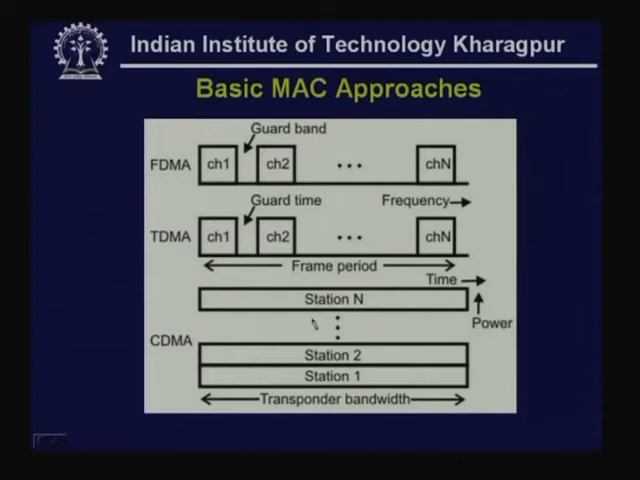 Indian Institute of Technology Kharagpur
Basic MAC Approaches
Guard band
FDMA ch1 ch2 ... chN
Guard time Frequency
TDMA ch1 ch2 ... chN
Frame period
Time
Station N
Power
CDMA
Station 2
Station 1
Transponder bandwidth